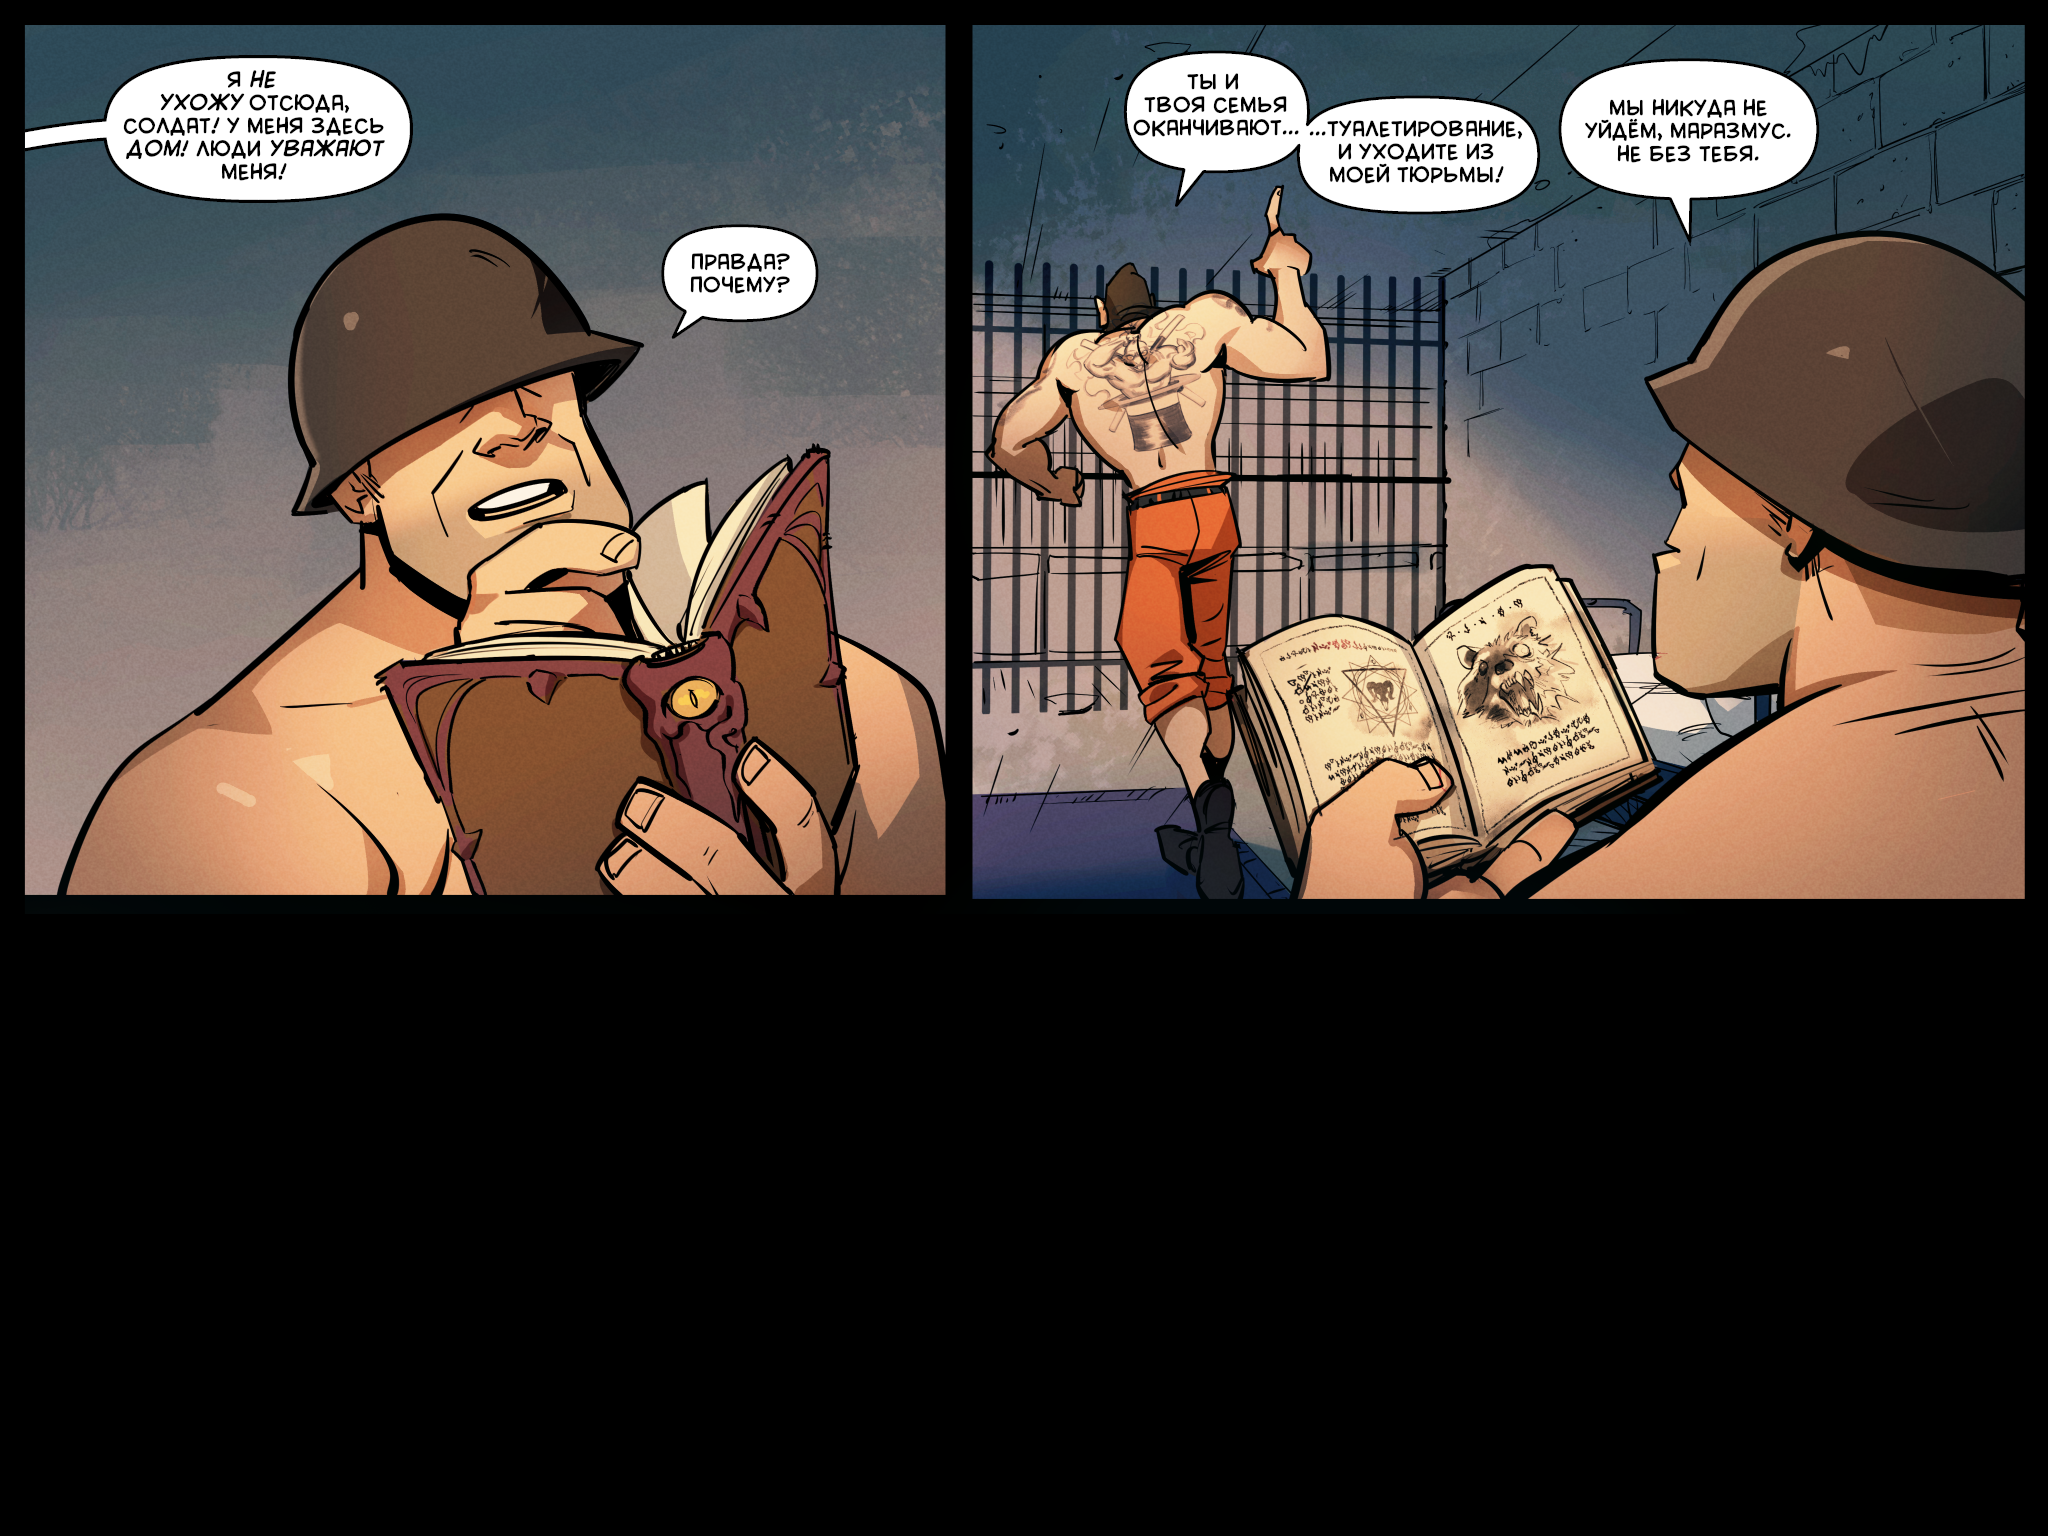 Я НЕ
УХОЖУ ОТСЮДА,
СОЛДАТ! У МЕНЯ ЗДЕСЬ
ДОМ! ЛЮДИ УВАЖАЮТ
МЕНЯ!
ПРАВДА?
ПОЧЕМУ?
ТЫ И
ТВОЯ СЕМЬЯ
ОКАНЧИВАЮТ...
...ТУАЛЕТИРОВАНИЕ,
И УХОДИТЕ ИЗ
МОЕЙ ТЮРЬМЫ!
МЫ НИКУДА НЕ
УЙДЁМ, МАРАЗМУС.
НЕ БЕЗ ТЕБЯ.